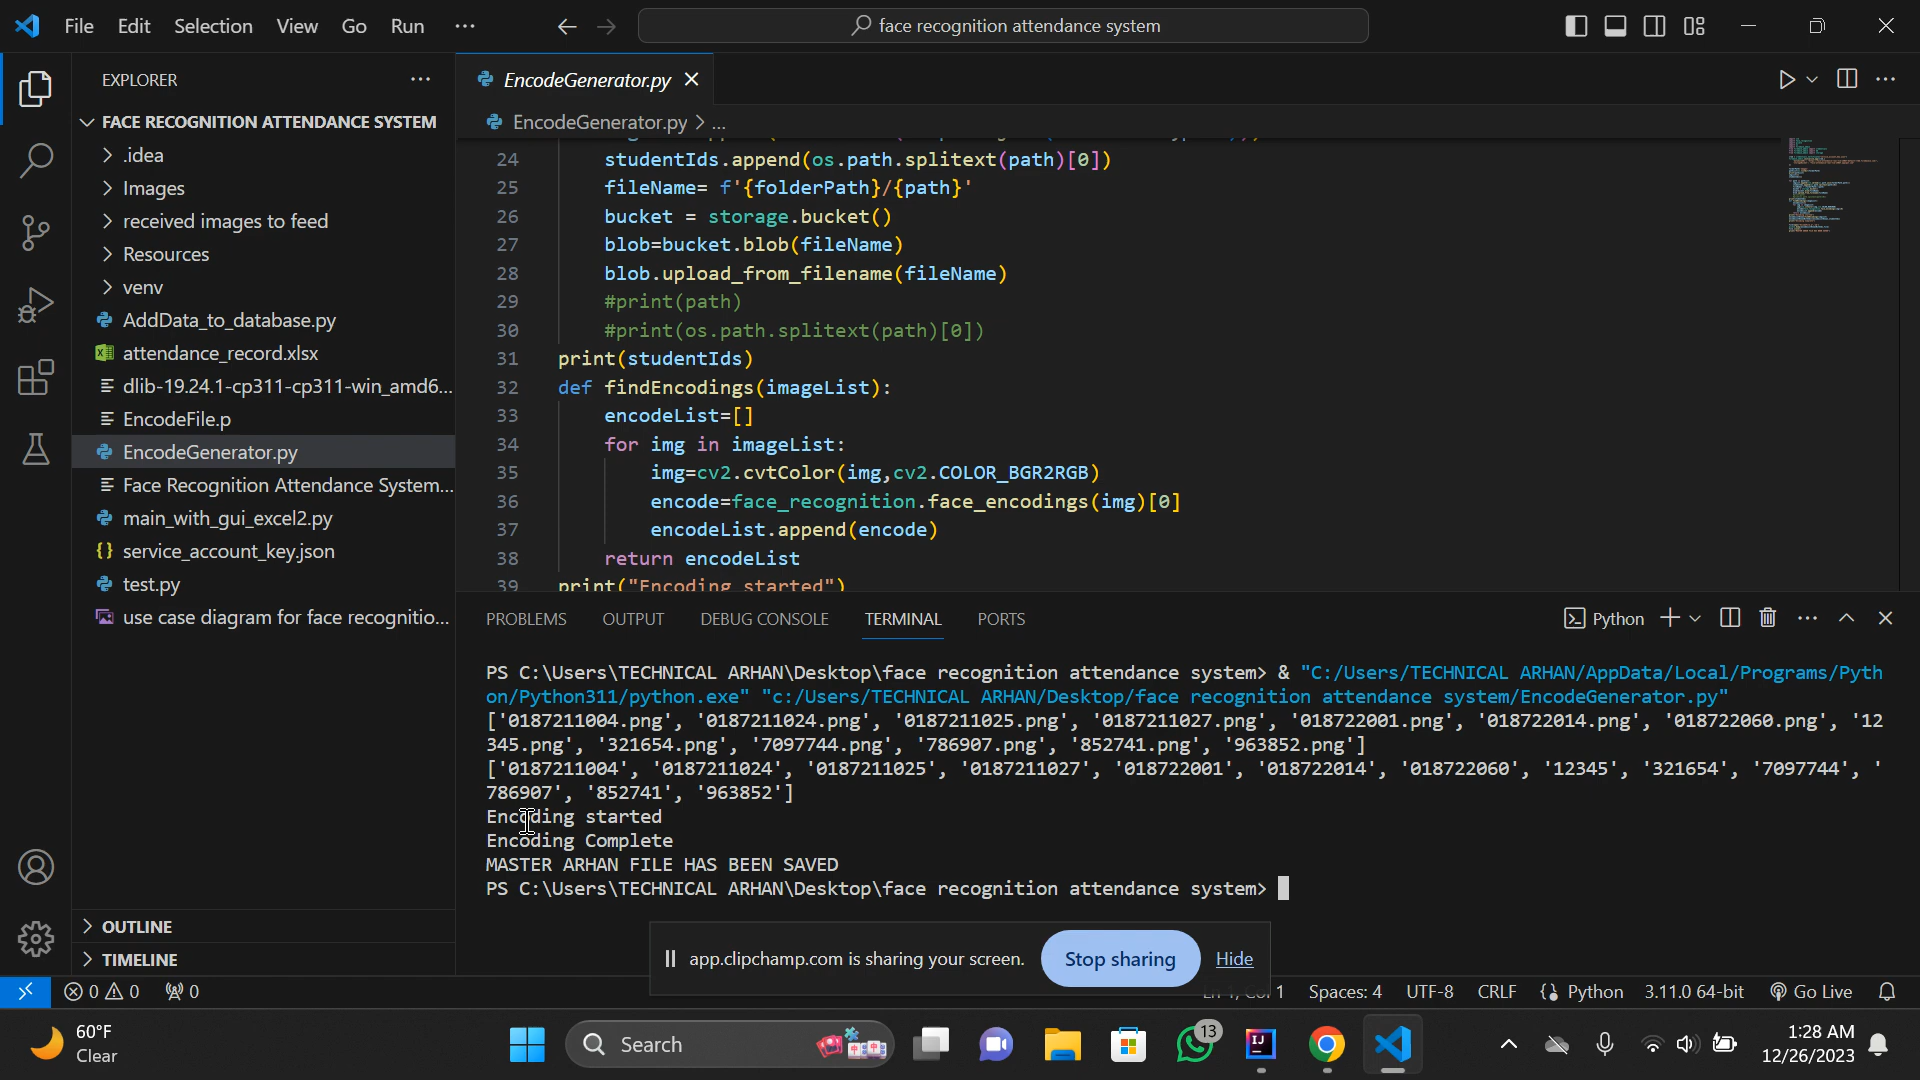 File Edit Selection View Go Run ··· face recognition attendance system
EXPLORER ···
EncodeGenerator.py
FACE RECOGNITION ATTENDANCE SYSTEM
EncodeGenerator.py > ...
.idea
Images
received images to feed
Resources
venv
AddData_to_database.py
attendance_record.xlsx
dlib-19.24.1-cp311-cp311-win_amd6...
EncodeFile.p
EncodeGenerator.py
Face Recognition Attendance System...
main_with_gui_excel2.py
{} service_account_key.json
test.py
use case diagram for face recognitio...
OUTLINE
TIMELINE
24 studentIds.append(os.path.splitext(path)[0])
25 fileName= f'{folderPath}/{path}'
26 bucket = storage.bucket()
27 blob=bucket.blob(fileName)
28 blob.upload_from_filename(fileName)
29 #print(path)
30 #print(os.path.splitext(path)[0])
31 print(studentIds)
32 def findEncodings(imageList):
33 encodeList=[]
34 for img in imageList:
35 img=cv2.cvtColor(img,cv2.COLOR_BGR2RGB)
36 encode=face_recognition.face_encodings(img)[0]
37 encodeList.append(encode)
38 return encodeList
39 print("Encoding started")
PROBLEMS OUTPUT DEBUG CONSOLE TERMINAL PORTS Python
PS C:\Users\TECHNICAL ARHAN\Desktop\face recognition attendance system> & "C:/Users/TECHNICAL ARHAN/AppData/Local/Programs/Pyth
on/Python311/python.exe" "c:/Users/TECHNICAL ARHAN/Desktop/face recognition attendance system/EncodeGenerator.py"
['0187211004.png', '0187211024.png', '0187211025.png', '0187211027.png', '018722001.png', '018722014.png', '018722060.png', '12
345.png', '321654.png', '7097744.png', '786907.png', '852741.png', '963852.png']
['0187211004', '0187211024', '0187211025', '0187211027', '018722001', '018722014', '018722060', '12345', '321654', '7097744', '
786907', '852741', '963852']
Encoding started
Encoding Complete
MASTER ARHAN FILE HAS BEEN SAVED
PS C:\Users\TECHNICAL ARHAN\Desktop\face recognition attendance system>
app.clipchamp.com is sharing your screen. Stop sharing Hide
0 0 0 Ln 1, Col 1 Spaces: 4 UTF-8 CRLF {} Python 3.11.0 64-bit Go Live
60°F
Clear
Search
13
1:28 AM
12/26/2023